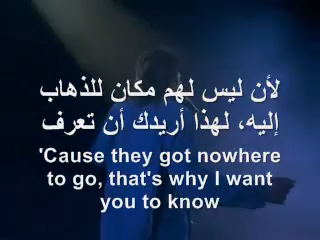 لأن ليس لهم مكان للذهاب
إليه، لهذا أريدك أن تعرف
'Cause they got nowhere
to go, that's why I want
you to know